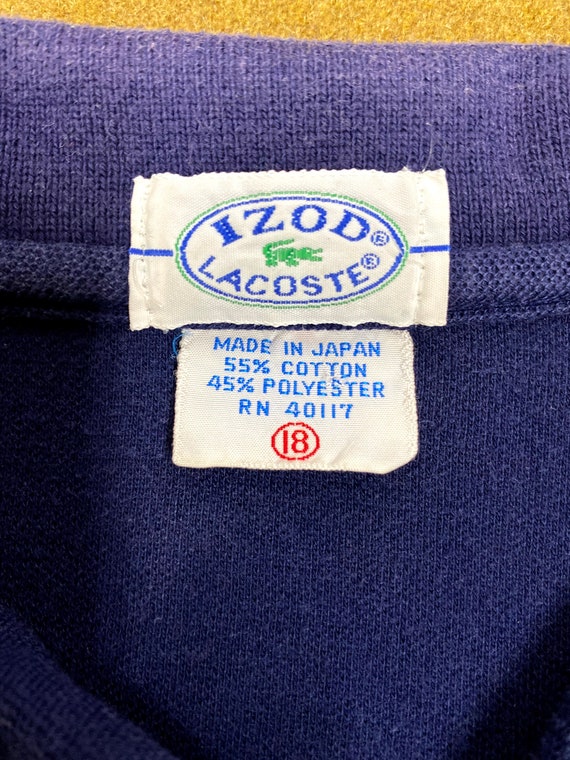 IZOD®
LACOSTE®
MADE IN JAPAN
55% COTTON
45% POLYESTER
RN 40117
18